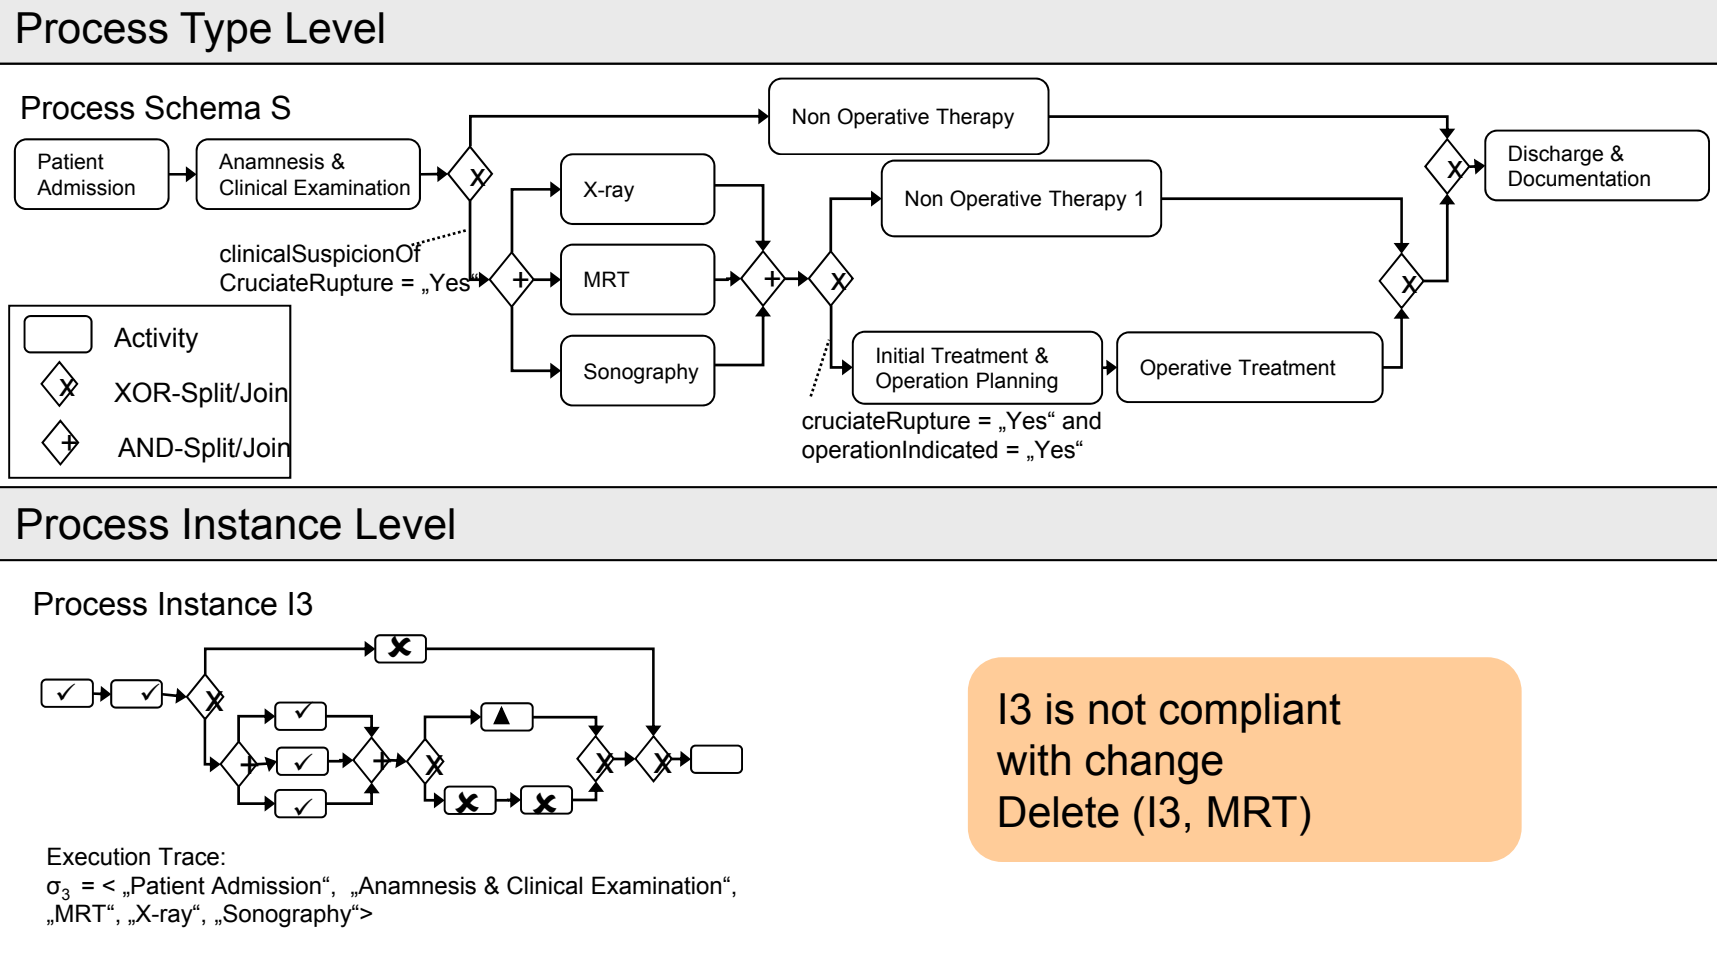 Process Type Level
Process Schema S
Patient
Admission
Anamnesis &
Clinical Examination
X
clinicalSuspicionOf
CruciateRupture = „Yes“
+
X-ray
MRT
Sonography
+
X
Non Operative Therapy
Non Operative Therapy 1
Initial Treatment &
Operation Planning
Operative Treatment
cruciateRupture = „Yes“ and
operationIndicated = „Yes“
X
X
Discharge &
Documentation
Activity
X
XOR-Split/Join
+
AND-Split/Join
Process Instance Level
Process Instance I3
X
+
+
X
X
X
Execution Trace:
σ3 = < „Patient Admission“, „Anamnesis & Clinical Examination“,
„MRT“, „X-ray“, „Sonography“>
I3 is not compliant
with change
Delete (I3, MRT)